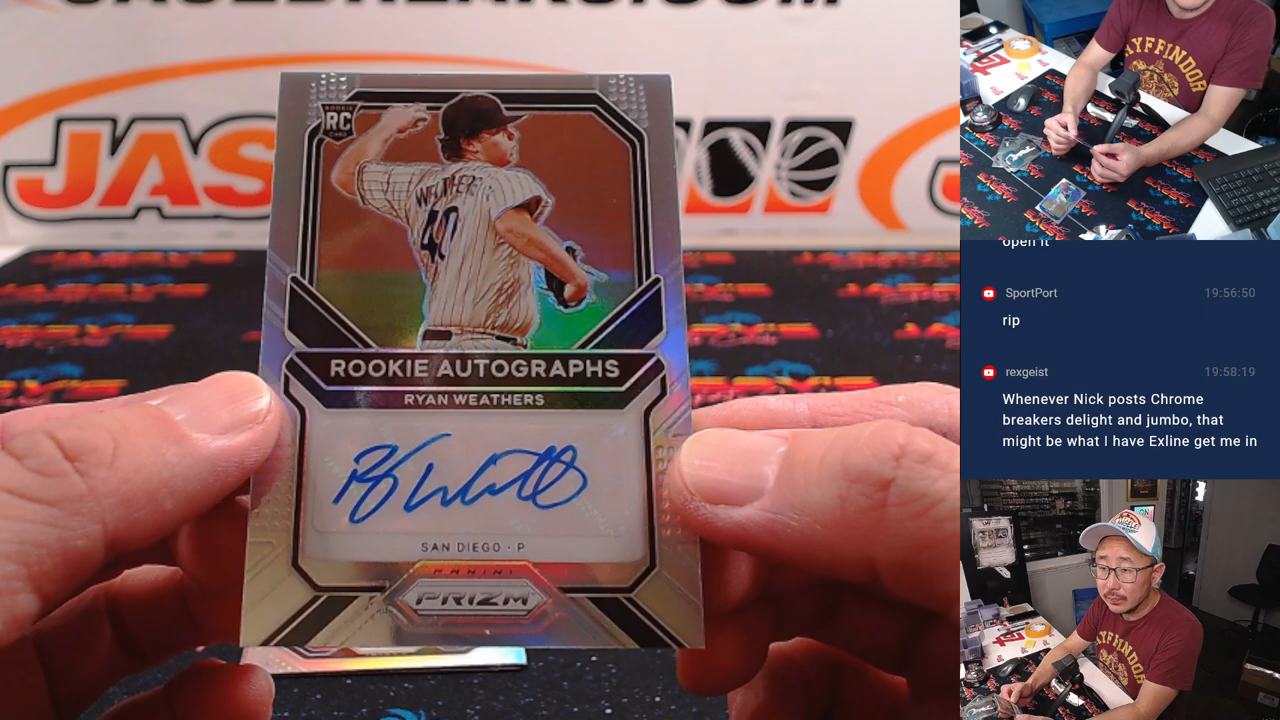 JAS
ROOKIE
RC
CARD
WEATHERS
40
ROOKIE AUTOGRAPHS
RYAN WEATHERS
SAN DIEGO · P
PANINI
PRIZM
open it
SportPort 19:56:50
rip
rexgeist 19:58:19
Whenever Nick posts Chrome
breakers delight and jumbo, that
might be what I have Exline get me in